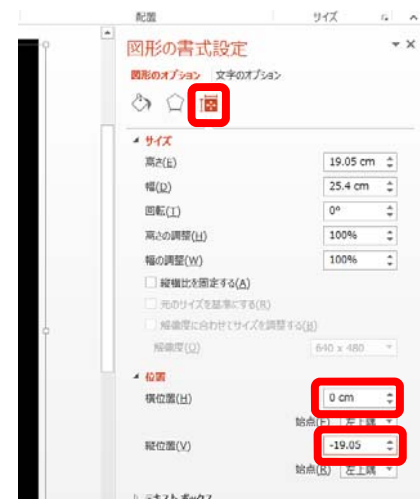 配置 サイズ
図形の書式設定
図形のオプション 文字のオプション
サイズ
高さ(E) 19.05 cm
幅(D) 25.4 cm
回転(T) 0°
高さの調整(H) 100%
幅の調整(W) 100%
縦横比を固定する(A)
元のサイズを基準にする(R)
解像度に合わせてサイズを調整する(B)
解像度(O) 640 x 480
位置
横位置(H) 0 cm
始点(F) 左上隅
縦位置(V) -19.05
始点(R) 左上隅
テキスト ボックス